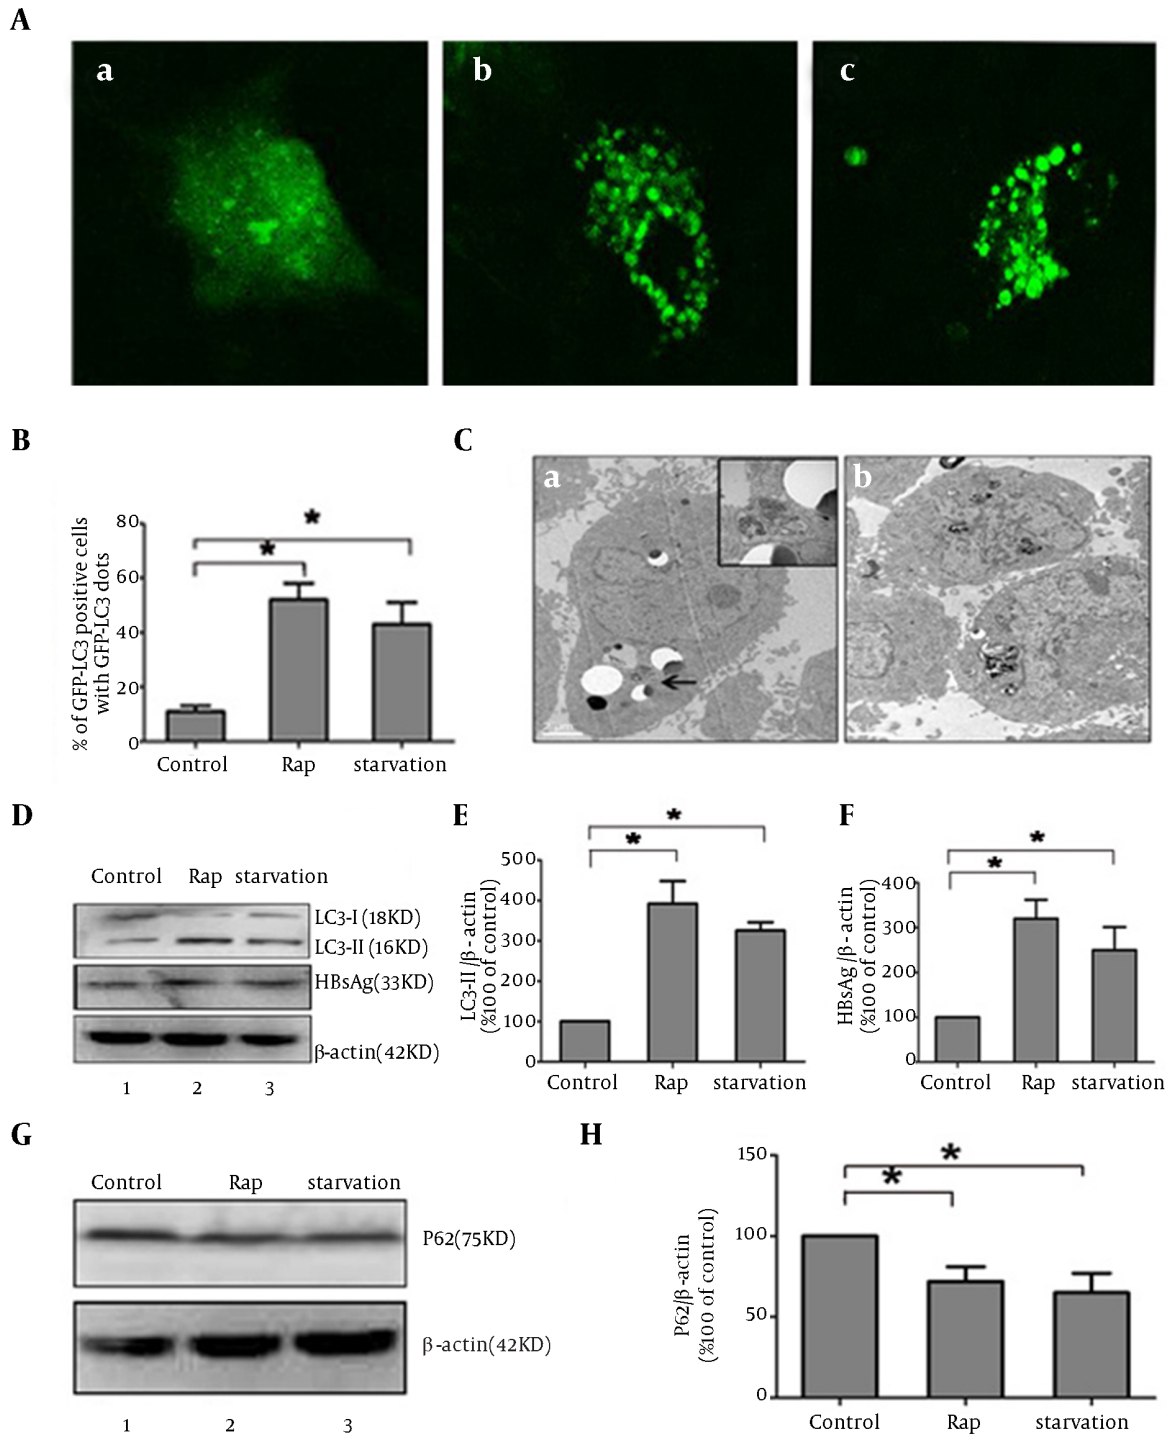 A
a b c
B
% of GFP-LC3 positive cells
with GFP-LC3 dots
80
60
40
20
0
* *
Control Rap starvation
C
a b
D
Control Rap starvation
LC3-I (18KD)
LC3-II (16KD)
HBsAg(33KD)
β-actin(42KD)
1 2 3
E
LC3-II /β- actin
(%100 of control)
500
400
300
200
100
0
* *
Control Rap starvation
F
HBsAg /β- actin
(%100 of control)
400
300
200
100
0
* *
Control Rap starvation
G
Control Rap starvation
P62(75KD)
β-actin(42KD)
1 2 3
H
P62/β-actin
(%100 of control)
150
100
50
0
* *
Control Rap starvation